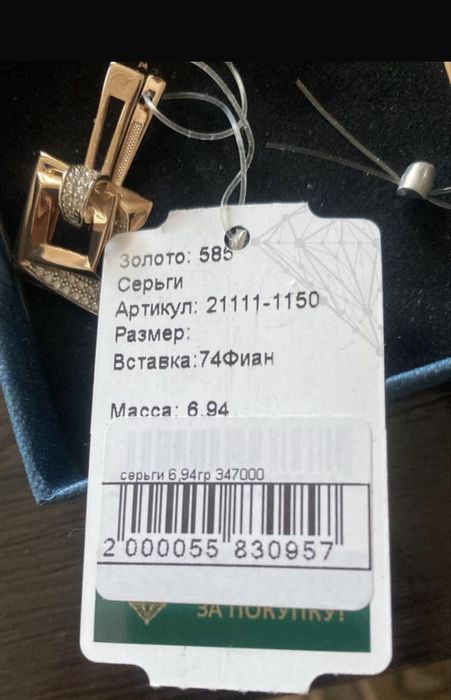 Золото: 585
Серьги
Артикул: 21111-1150
Размер:
Вставка:74Фиан
Масса: 6.94
серьги 6,94гр 347000
2 000055 830957
ЗА ПОКУПКУ!